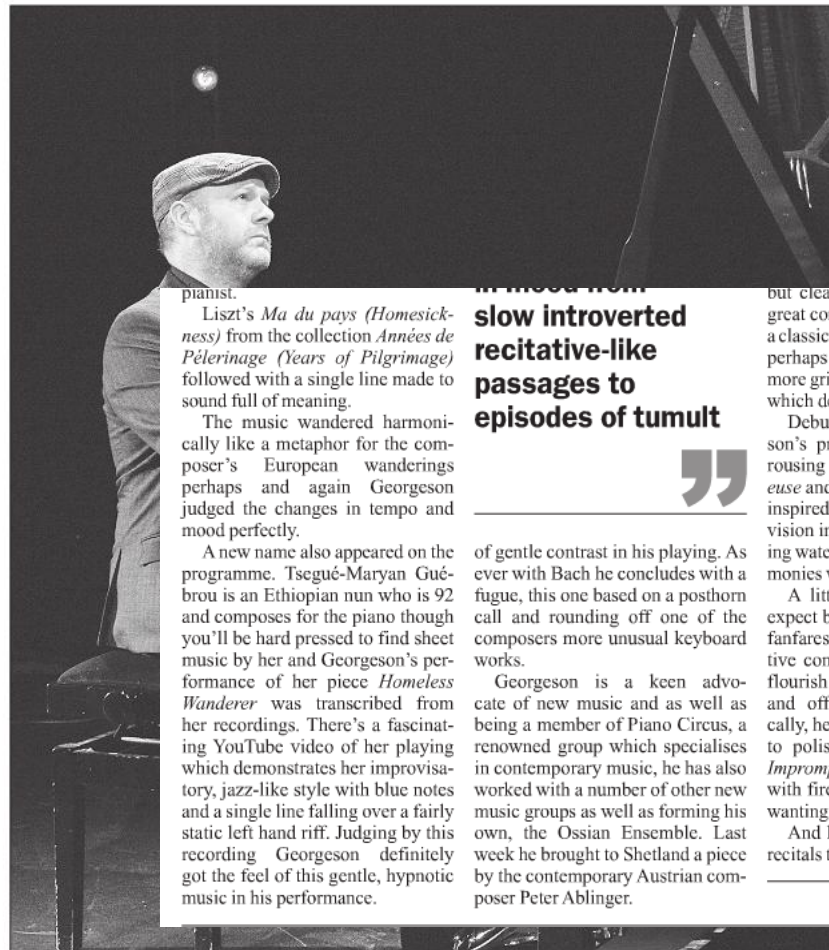 pianist.
Liszt's Ma du pays (Homesick-
ness) from the collection Années de
Pélerinage (Years of Pilgrimage)
followed with a single line made to
sound full of meaning.
The music wandered harmoni-
cally like a metaphor for the com-
poser's European wanderings
perhaps and again Georgeson
judged the changes in tempo and
mood perfectly.
A new name also appeared on the
programme. Tsegué-Maryan Gué-
brou is an Ethiopian nun who is 92
and composes for the piano though
you'll be hard pressed to find sheet
music by her and Georgeson's per-
formance of her piece Homeless
Wanderer was transcribed from
her recordings. There's a fascinat-
ing YouTube video of her playing
which demonstrates her improvisa-
tory, jazz-like style with blue notes
and a single line falling over a fairly
static left hand riff. Judging by this
recording Georgeson definitely
got the feel of this gentle, hypnotic
music in his performance.
in mood from
slow introverted
recitative-like
passages to
episodes of tumult
”
of gentle contrast in his playing. As
ever with Bach he concludes with a
fugue, this one based on a posthorn
call and rounding off one of the
composers more unusual keyboard
works.
Georgeson is a keen advo-
cate of new music and as well as
being a member of Piano Circus, a
renowned group which specialises
in contemporary music, he has also
worked with a number of other new
music groups as well as forming his
own, the Ossian Ensemble. Last
week he brought to Shetland a piece
by the contemporary Austrian com-
poser Peter Ablinger.
but
great
a classic
perhaps
more
which
Debu
son's
rousing
euse and
inspired
vision
ing
monies
A
expect
fanfares
tive
flourish
and
cally, he
to
Impromp
with
wanting
And
recitals